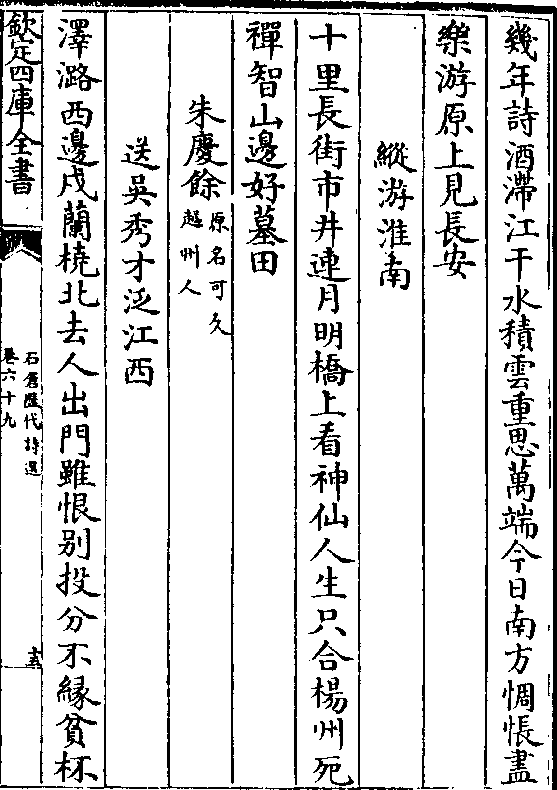 幾年詩酒滯江干水積雲重思萬端今日南方惆悵盡
樂游原上見長安
縱游淮南
十里長街市井連月明橋上看神仙人生只合楊州死
禪智山邊好墓田
朱慶餘原名可久
越州人
送吳秀才泛江西
澤潞西邊戍蘭橈北去人出門雖恨别投分不緣貧杯
欽定四庫全書
石倉歷代詩選
卷六十九